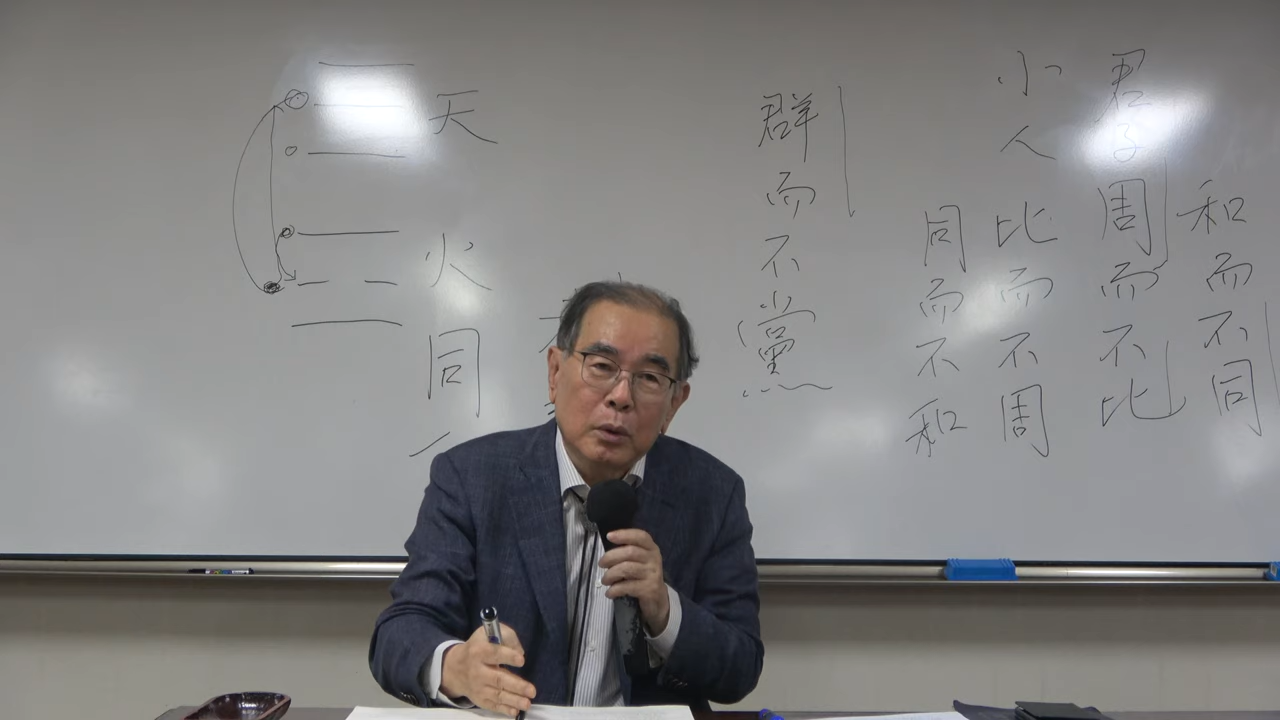 和而不同
君子周而不比
小人比而不周
同而不和
群而不黨
天火同